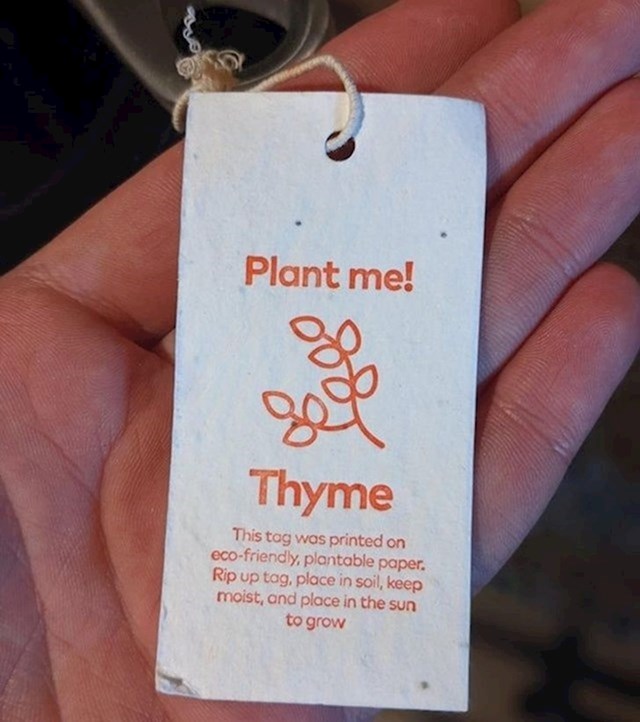 Plant me!
Thyme
This tag was printed on
eco-friendly, plantable paper.
Rip up tag, place in soil, keep
moist, and place in the sun
to grow